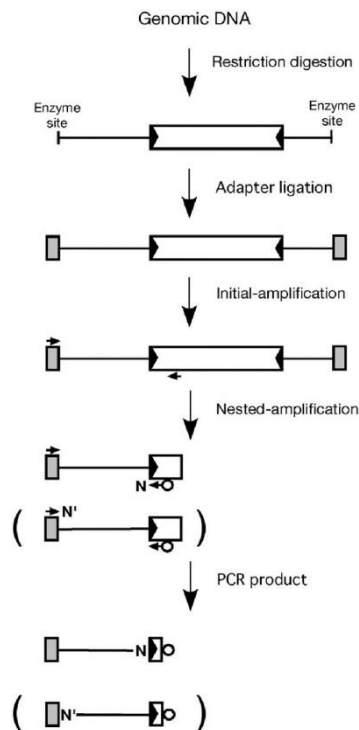 Genomic DNA
Restriction digestion
Enzyme
site
Enzyme
site
Adapter ligation
Initial-amplification
Nested-amplification
N
( N' )
PCR product
N
( N' )